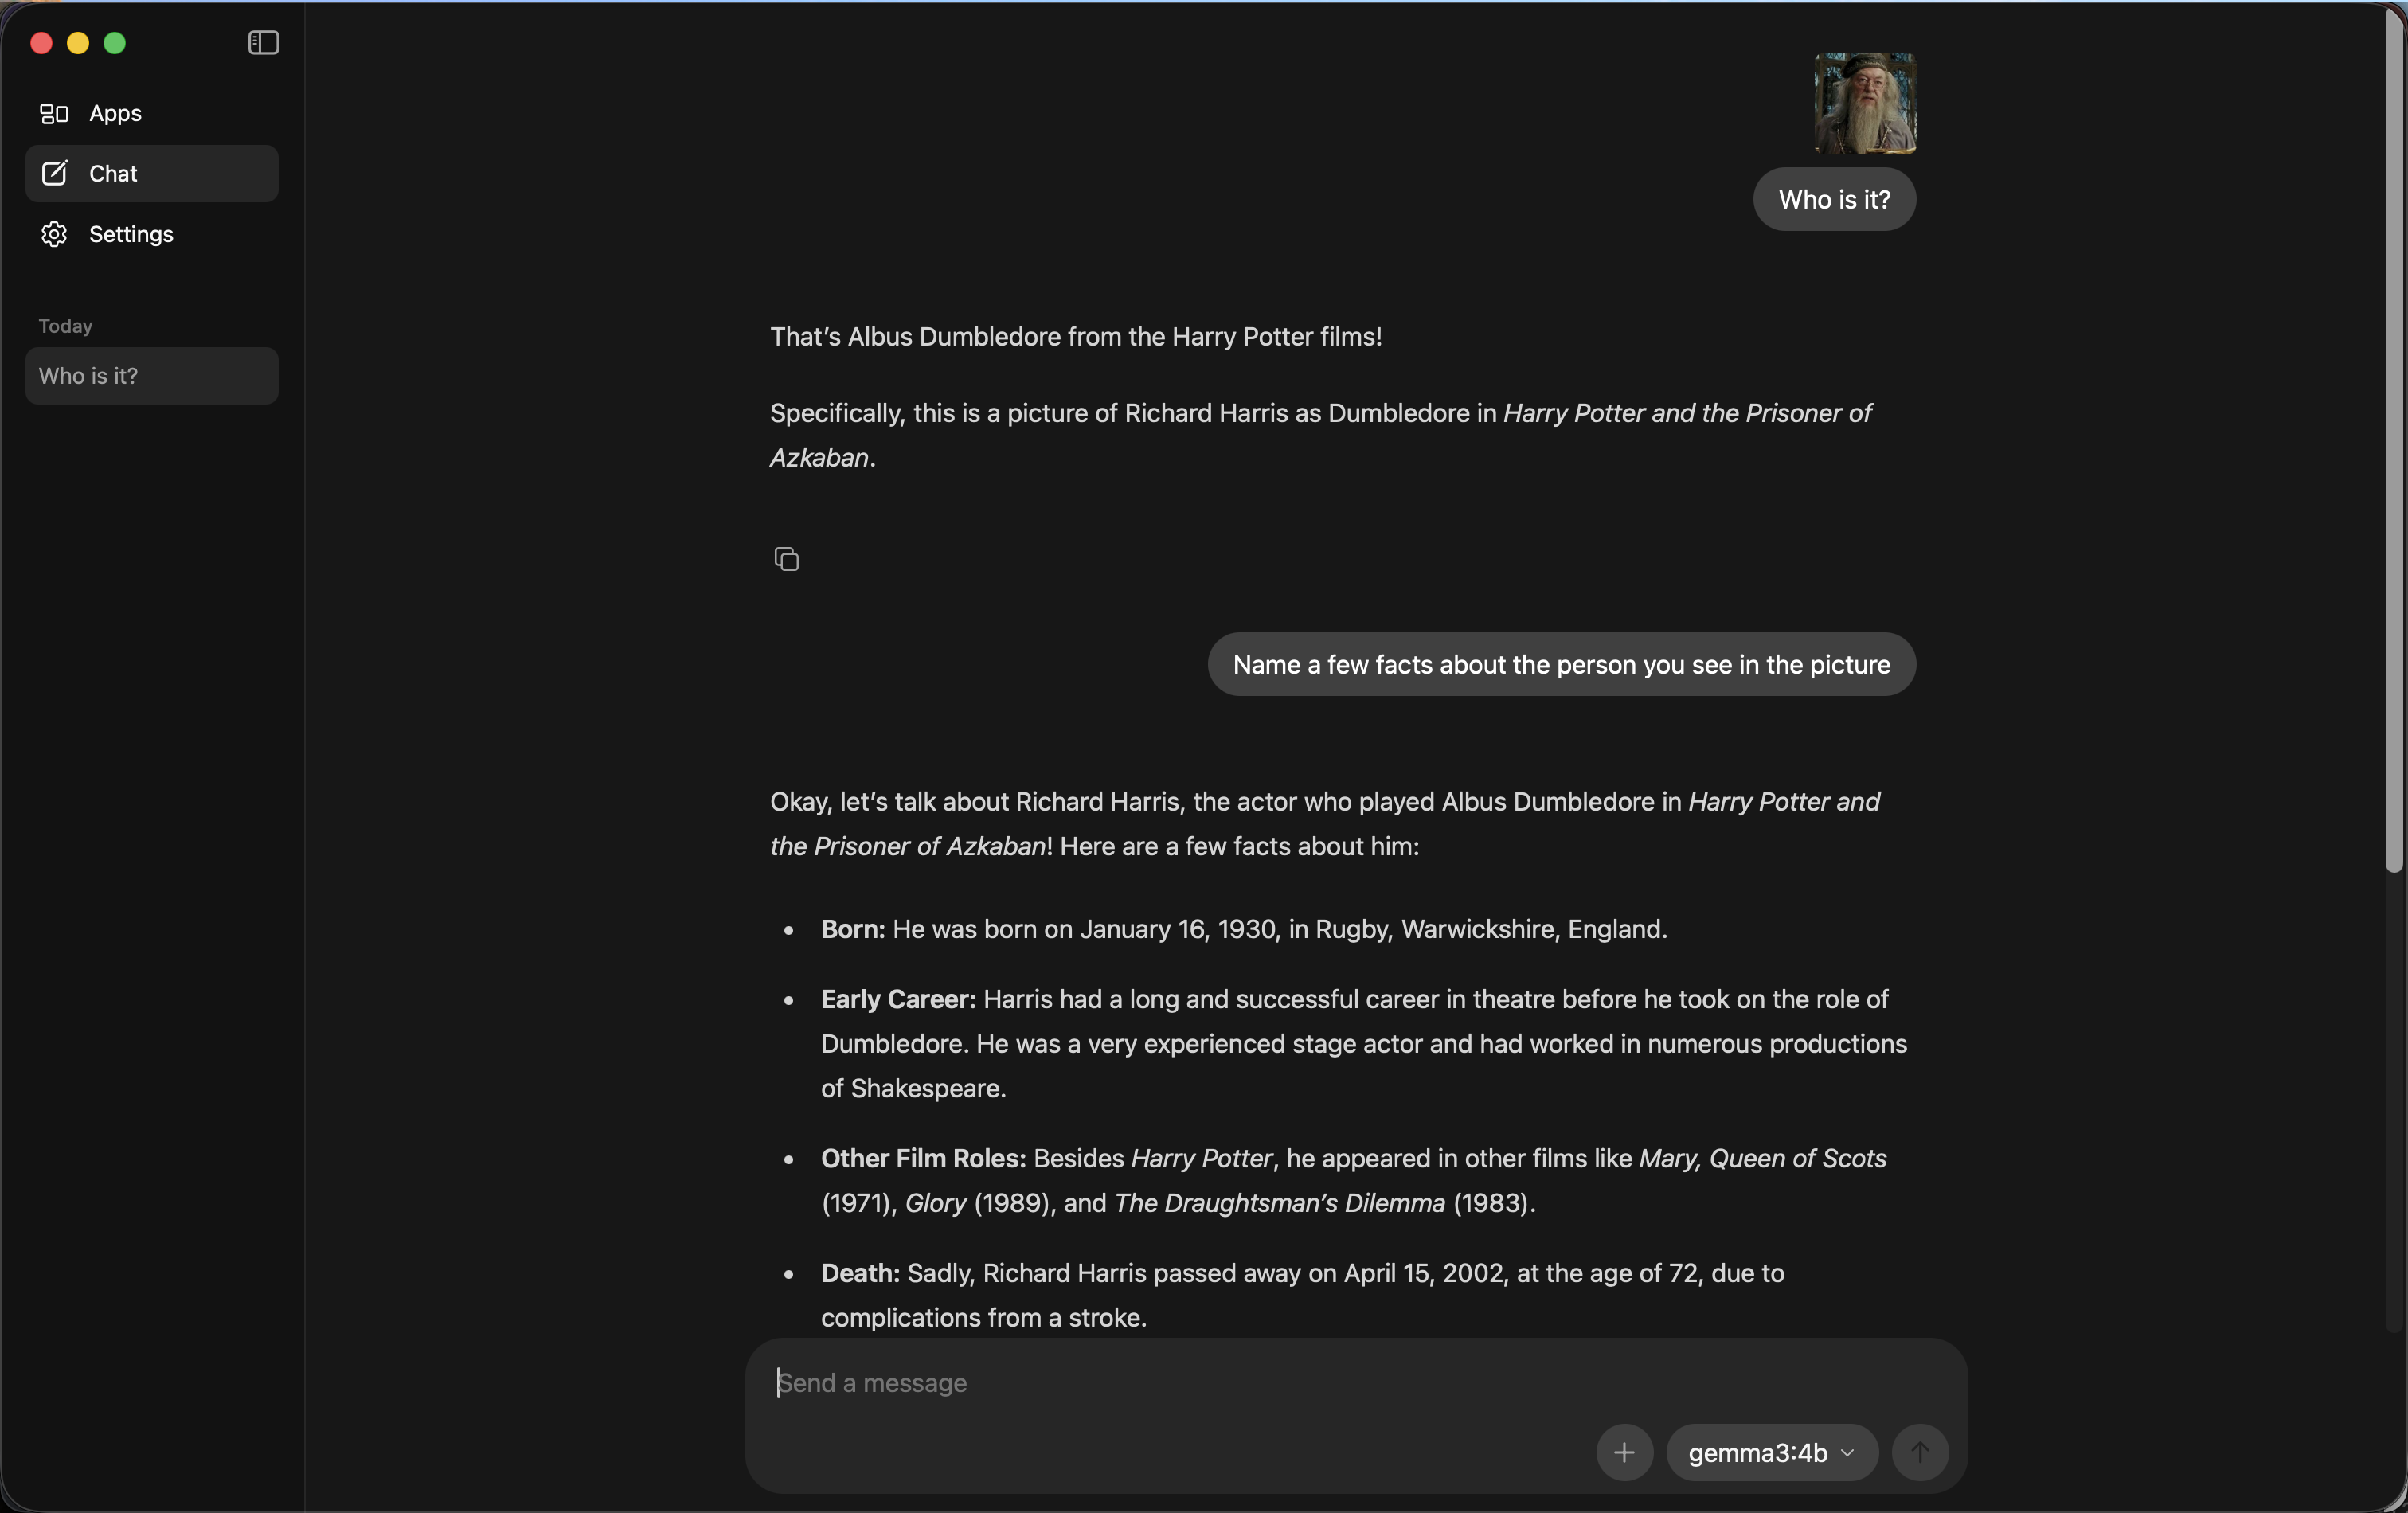 Apps
Chat
Settings
Today
Who is it?
Who is it?
That’s Albus Dumbledore from the Harry Potter films!
Specifically, this is a picture of Richard Harris as Dumbledore in Harry Potter and the Prisoner of
Azkaban.
Name a few facts about the person you see in the picture
Okay, let’s talk about Richard Harris, the actor who played Albus Dumbledore in Harry Potter and
the Prisoner of Azkaban! Here are a few facts about him:
• Born: He was born on January 16, 1930, in Rugby, Warwickshire, England.
• Early Career: Harris had a long and successful career in theatre before he took on the role of
Dumbledore. He was a very experienced stage actor and had worked in numerous productions
of Shakespeare.
• Other Film Roles: Besides Harry Potter, he appeared in other films like Mary, Queen of Scots
(1971), Glory (1989), and The Draughtsman’s Dilemma (1983).
• Death: Sadly, Richard Harris passed away on April 15, 2002, at the age of 72, due to
complications from a stroke.
Send a message
gemma3:4b